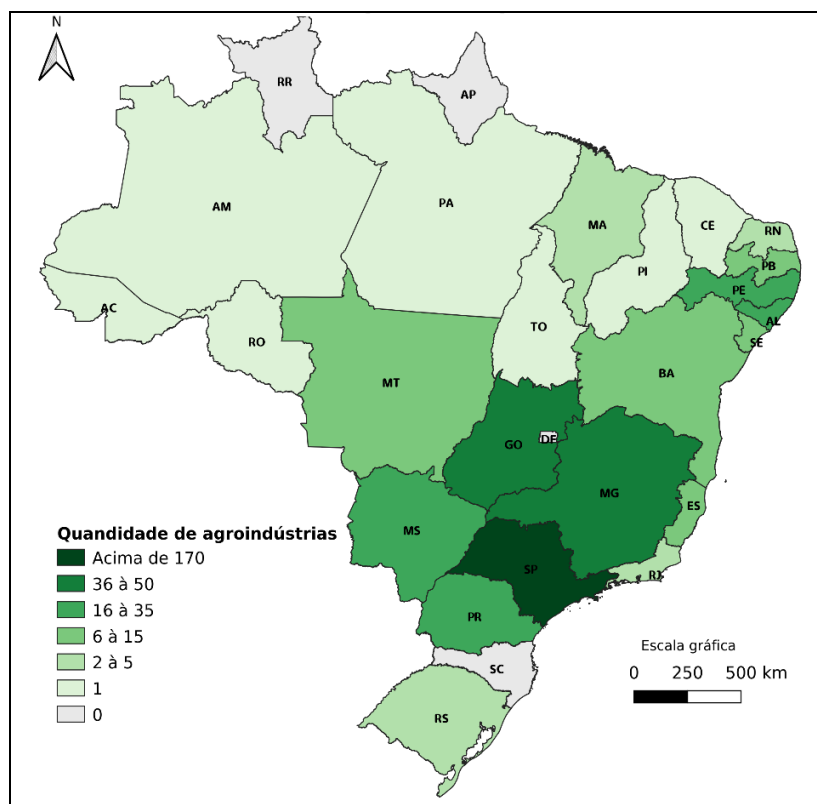 N
RR
AP
AM
PA
MA
CE
RN
PI
PB
PE
AC
AL
RO
TO
SE
MT
BA
GO
DF
MG
ES
MS
Quandidade de agroindústrias
Acima de 170
36 à 50
16 à 35
6 à 15
2 à 5
1
0
SP
RJ
PR
SC
RS
Escala gráfica
0 250 500 km